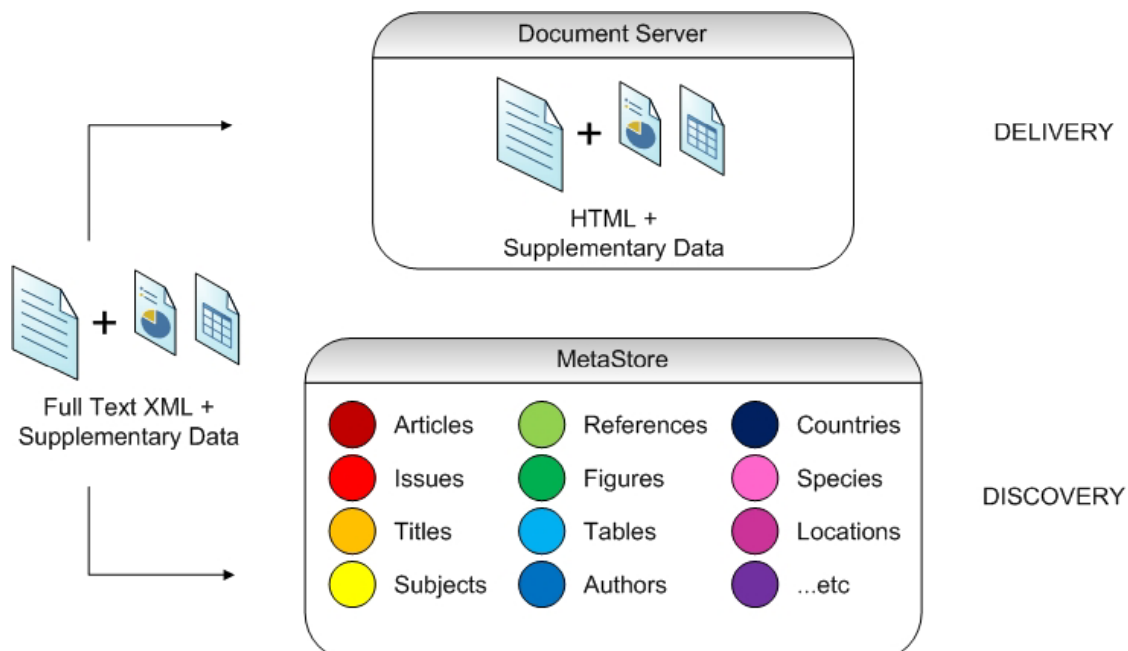 Document Server
HTML +
Supplementary Data
DELIVERY
Full Text XML +
Supplementary Data
MetaStore
Articles
References
Countries
Issues
Figures
Species
Titles
Tables
Locations
Subjects
Authors
...etc
DISCOVERY